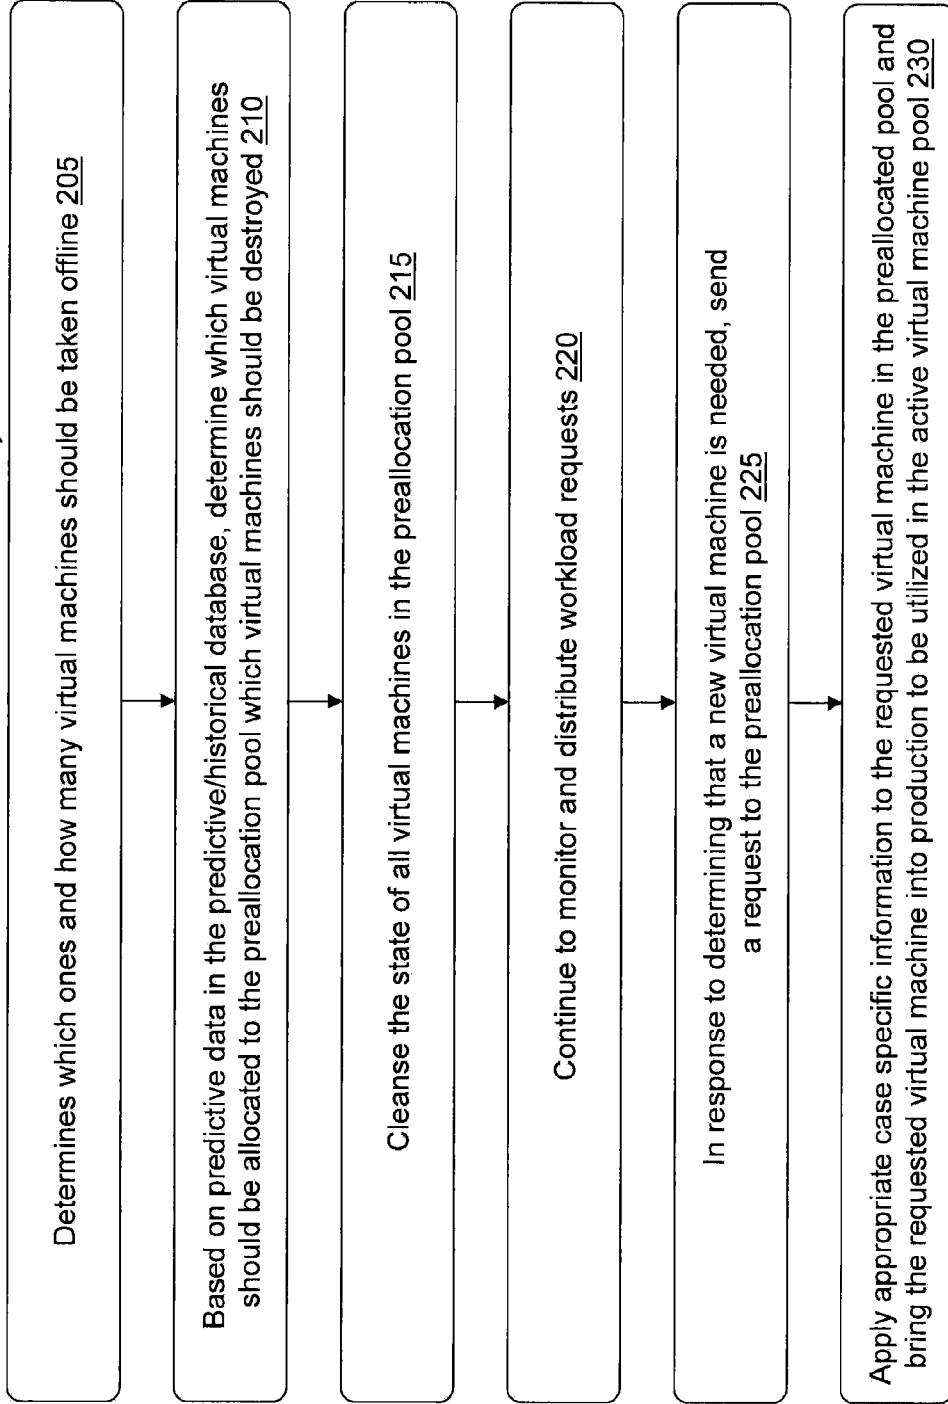 Determines which ones and how many virtual machines should be taken offline 205
Based on predictive data in the predictive/historical database, determine which virtual machines
should be allocated to the preallocation pool which virtual machines should be destroyed 210
Cleanse the state of all virtual machines in the preallocation pool 215
Continue to monitor and distribute workload requests 220
In response to determining that a new virtual machine is needed, send
a request to the preallocation pool 225
Apply appropriate case specific information to the requested virtual machine in the preallocated pool and
bring the requested virtual machine into production to be utilized in the active virtual machine pool 230